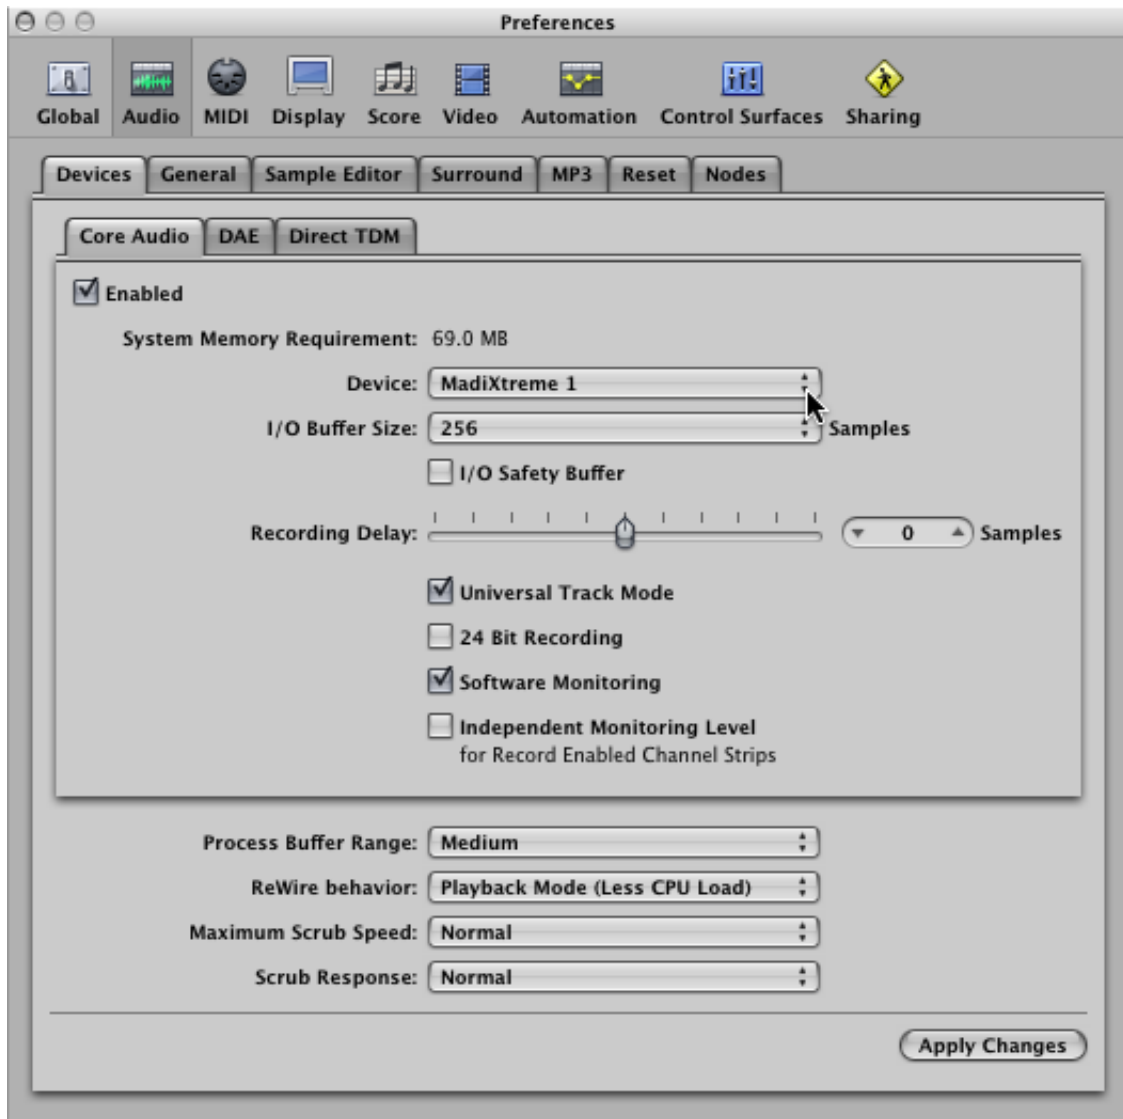 Preferences
Global Audio MIDI Display Score Video Automation Control Surfaces Sharing
Devices General Sample Editor Surround MP3 Reset Nodes
Core Audio DAE Direct TDM
Enabled
System Memory Requirement: 69.0 MB
Device: MadiXtreme 1
I/O Buffer Size: 256 Samples
I/O Safety Buffer
Recording Delay: 0 Samples
Universal Track Mode
24 Bit Recording
Software Monitoring
Independent Monitoring Level
for Record Enabled Channel Strips
Process Buffer Range: Medium
ReWire behavior: Playback Mode (Less CPU Load)
Maximum Scrub Speed: Normal
Scrub Response: Normal
Apply Changes